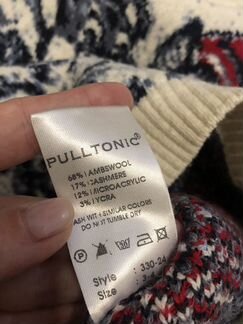 PULLTONIC
68% LAMBSWOOL
17% CASHMERE
12% MICROACRYLIC
3% LYCRA
WASH WITH SIMILAR COLORS
DO NOT TUMBLE DRY
Style : 330-24
Size :